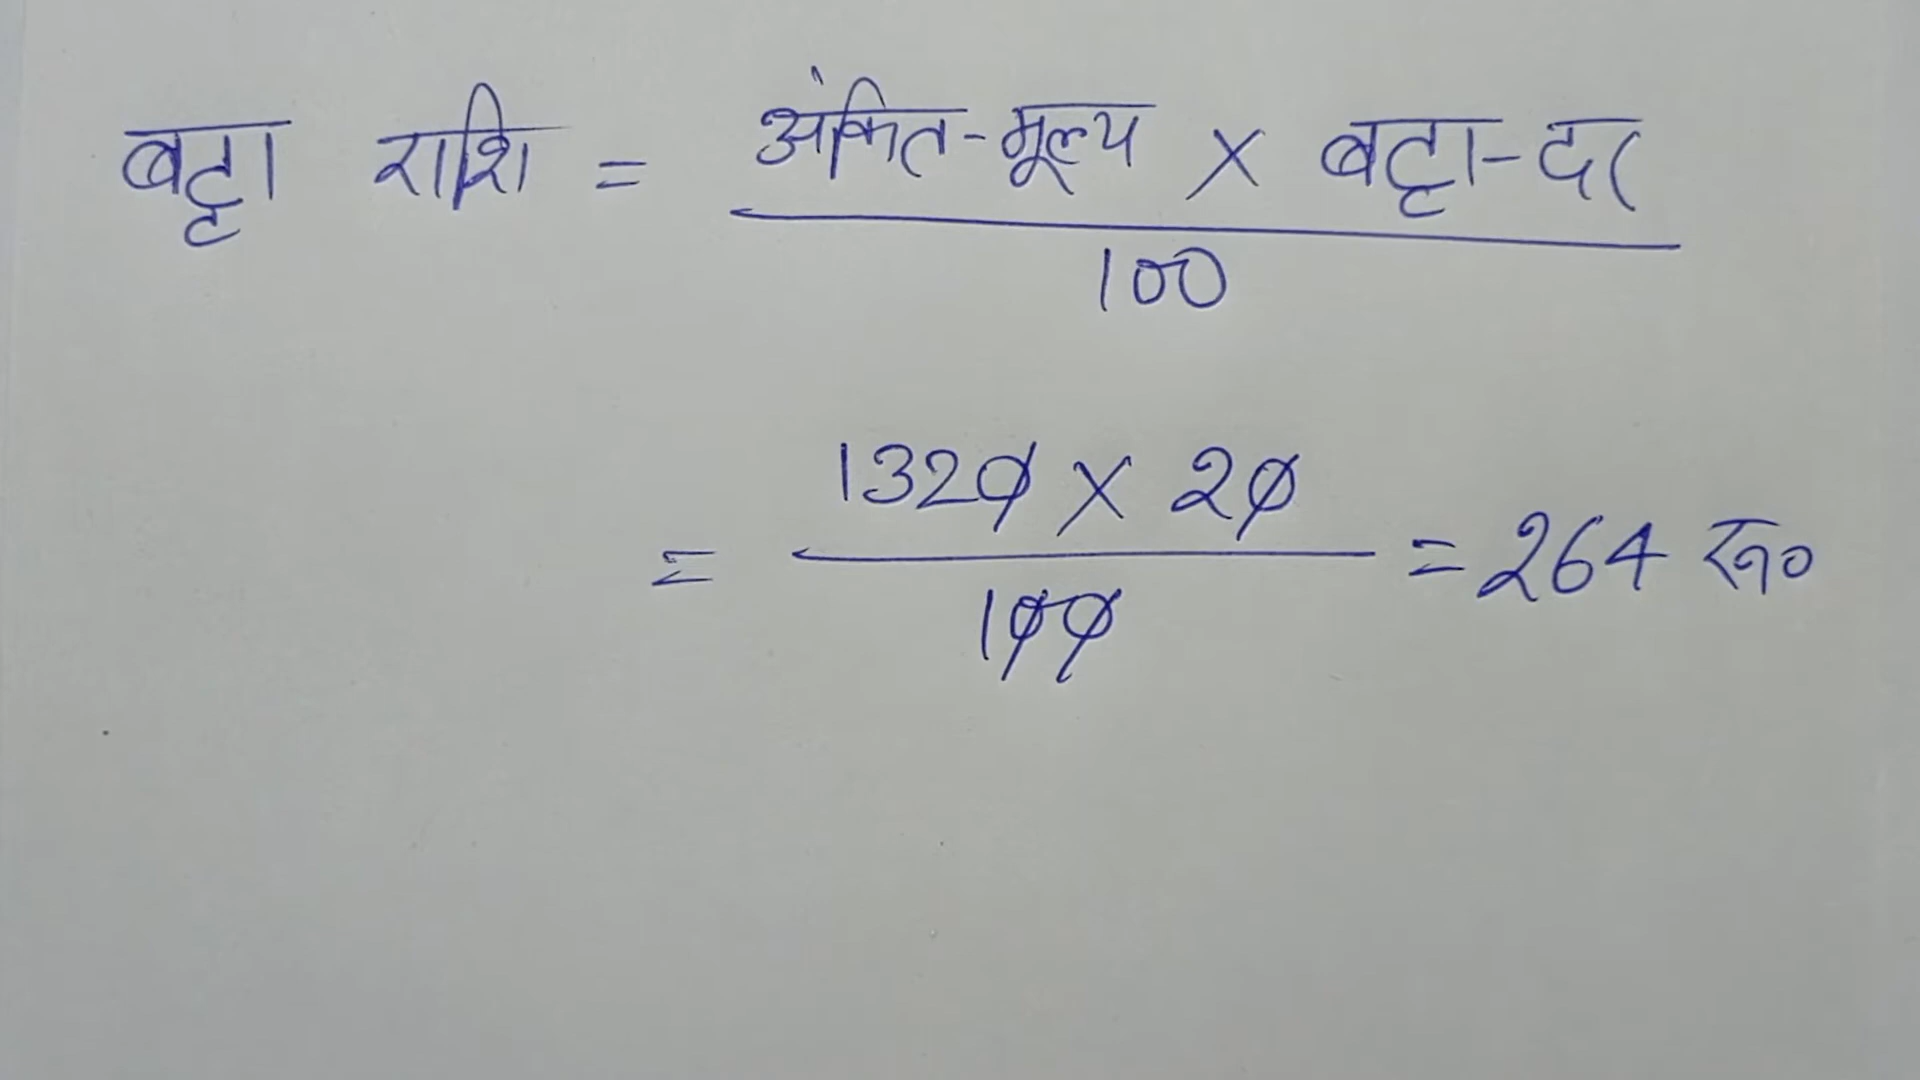 बट्टा राशि = अंकित-मूल्य × बट्टा-दर
100
= 1320 × 20 = 264 रू०
100